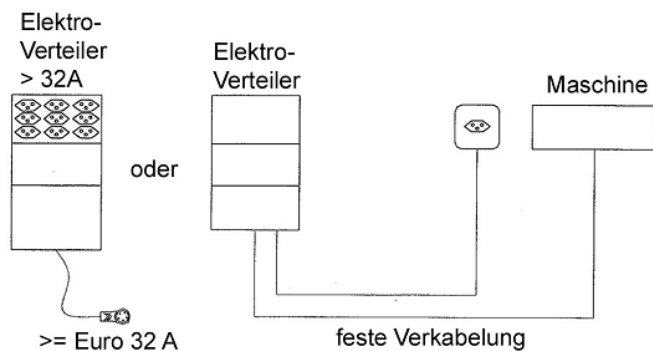 Elektro-
Verteiler
> 32A
oder
>= Euro 32 A
Elektro-
Verteiler
Maschine
feste Verkabelung